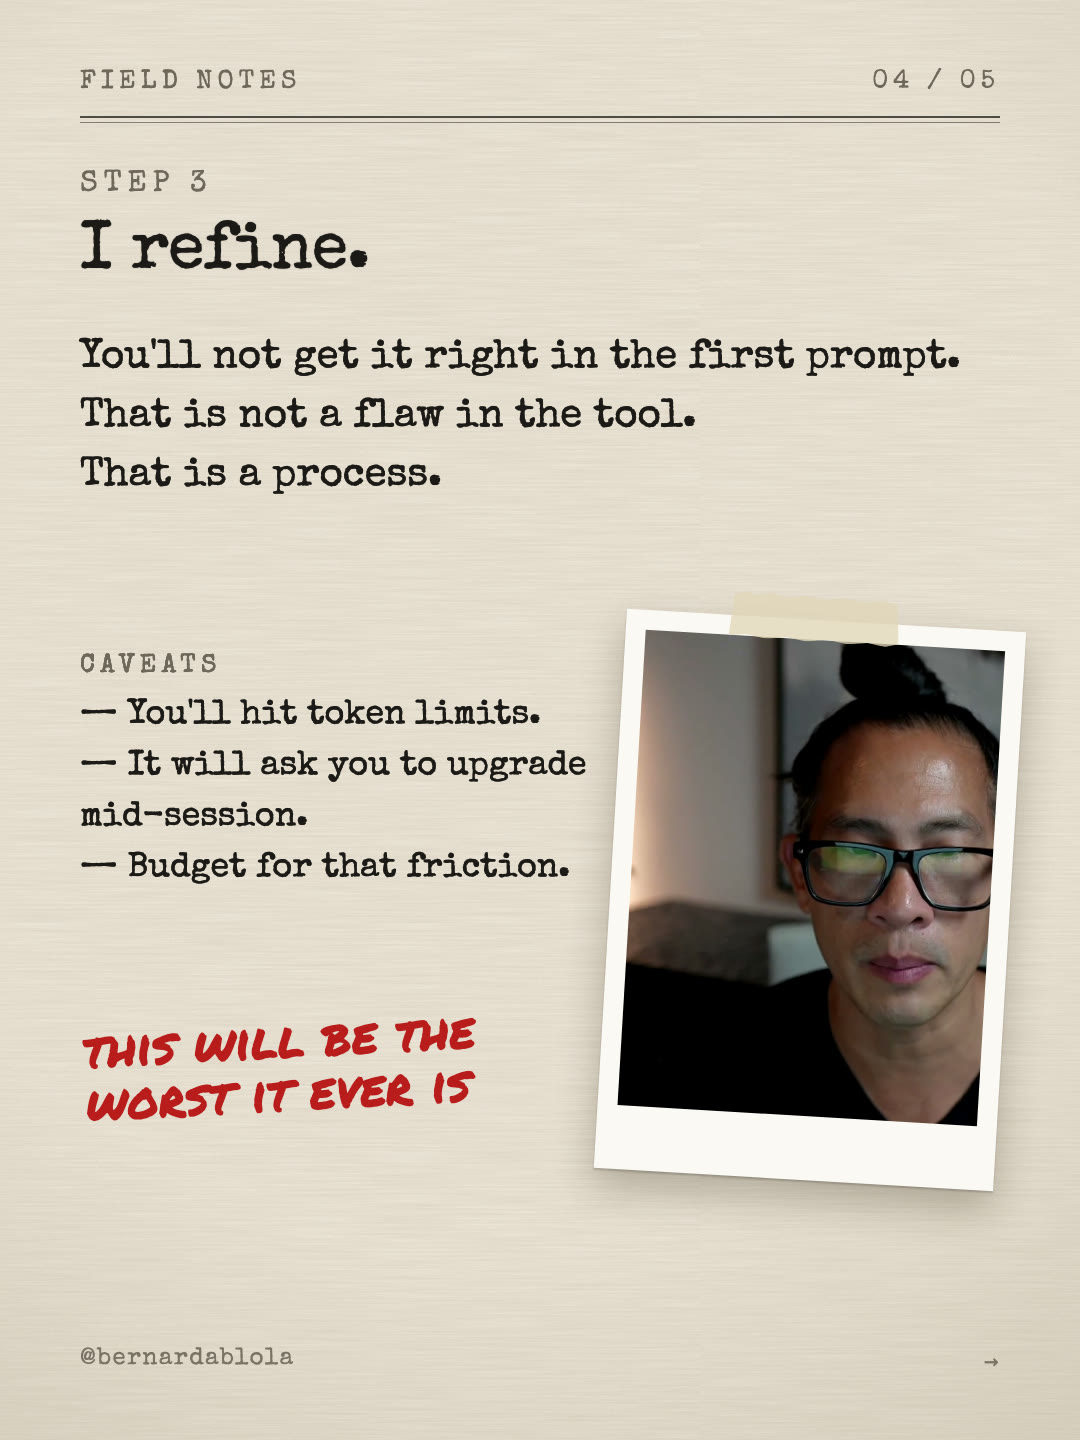 FIELD NOTES
04 / 05
STEP 3
I refine.
You'll not get it right in the first prompt.
That is not a flaw in the tool.
That is a process.
CAVEATS
— You'll hit token limits.
— It will ask you to upgrade
mid-session.
— Budget for that friction.
THIS WILL BE THE
WORST IT EVER IS
@bernardablola
→